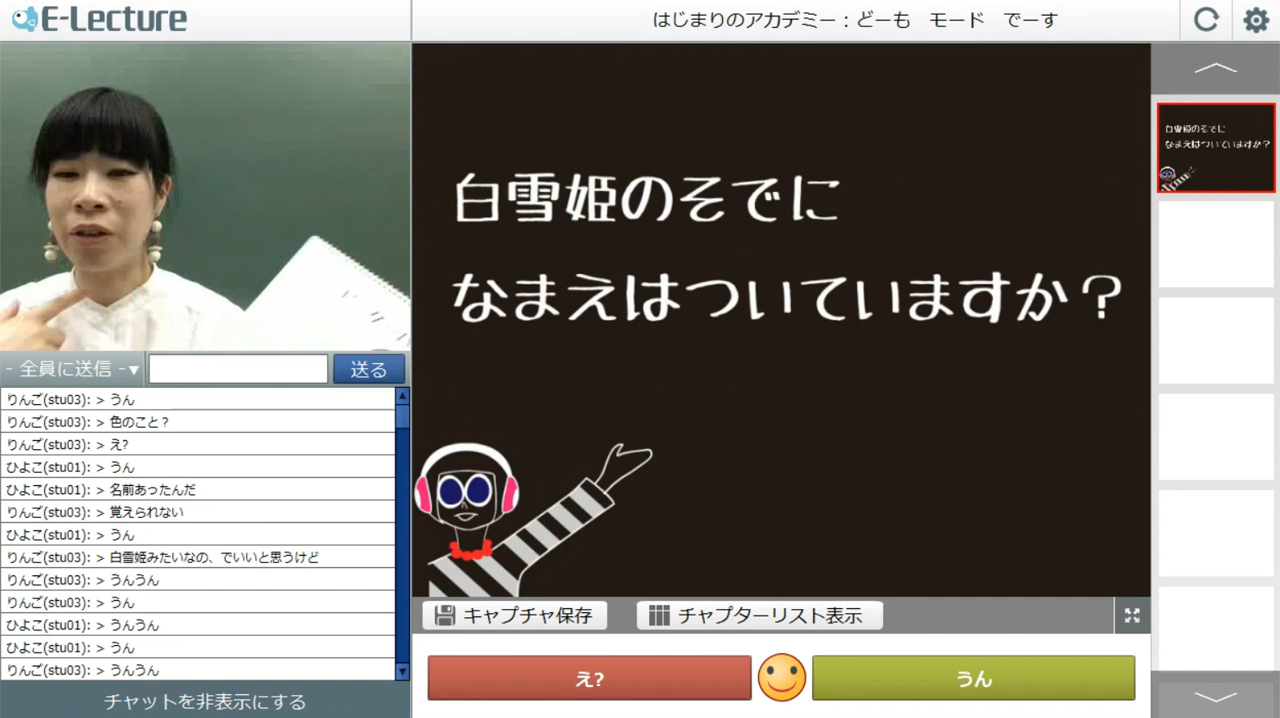 E-Lecture
はじまりのアカデミー：どーも　モード　でーす
白雪姫のそでに
なまえはついていますか？
白雪姫のそでに
なまえはついていますか？
- 全員に送信 -▼
送る
りんご(stu03): > うん
りんご(stu03): > 色のこと？
りんご(stu03): > え?
ひよこ(stu01): > うん
ひよこ(stu01): > 名前あったんだ
りんご(stu03): > 覚えられない
ひよこ(stu01): > うん
りんご(stu03): > 白雪姫みたいなの、でいいと思うけど
りんご(stu03): > うんうん
りんご(stu03): > うん
ひよこ(stu01): > うんうん
ひよこ(stu01): > うん
りんご(stu03): > うんうん
チャットを非表示にする
キャプチャ保存
チャプターリスト表示
え?
うん